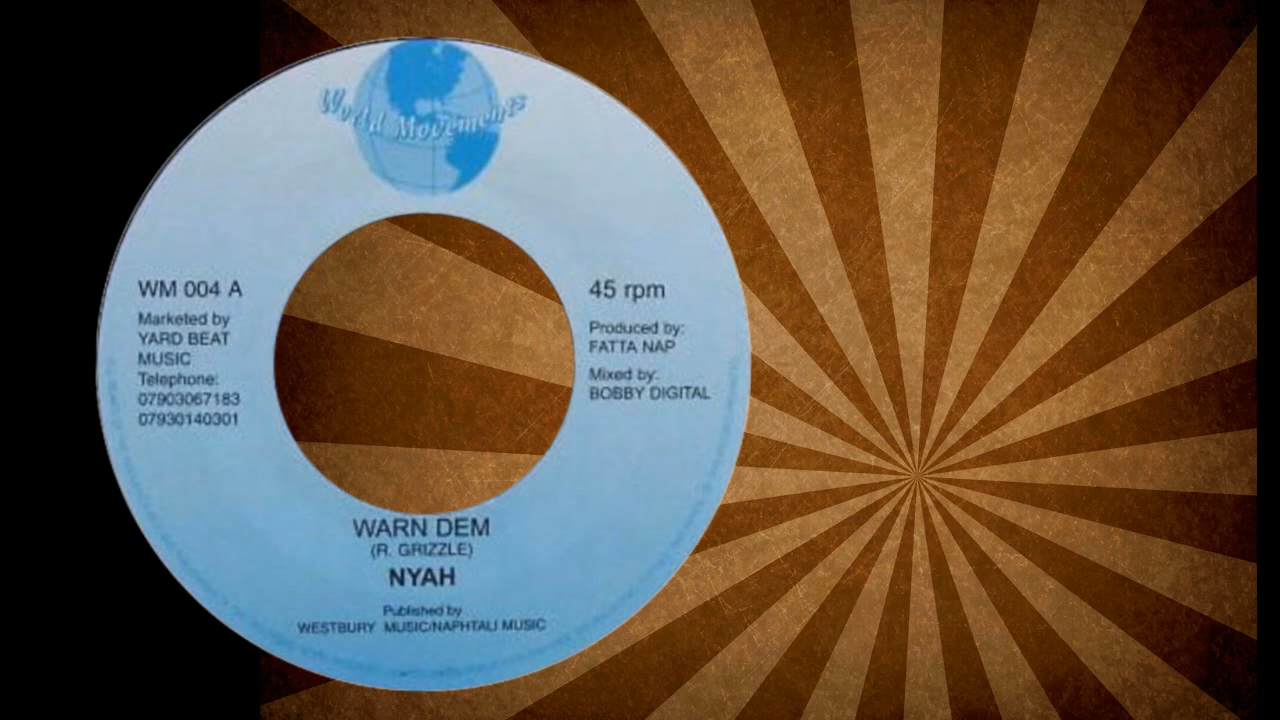 World Movements
WM 004 A
Marketed by
YARD BEAT
MUSIC
Telephone:
07903067183
07930140301
45 rpm
Produced by:
FATTA NAP
Mixed by:
BOBBY DIGITAL
WARN DEM
(R. GRIZZLE)
NYAH
Published by
WESTBURY MUSIC/NAPHTALI MUSIC